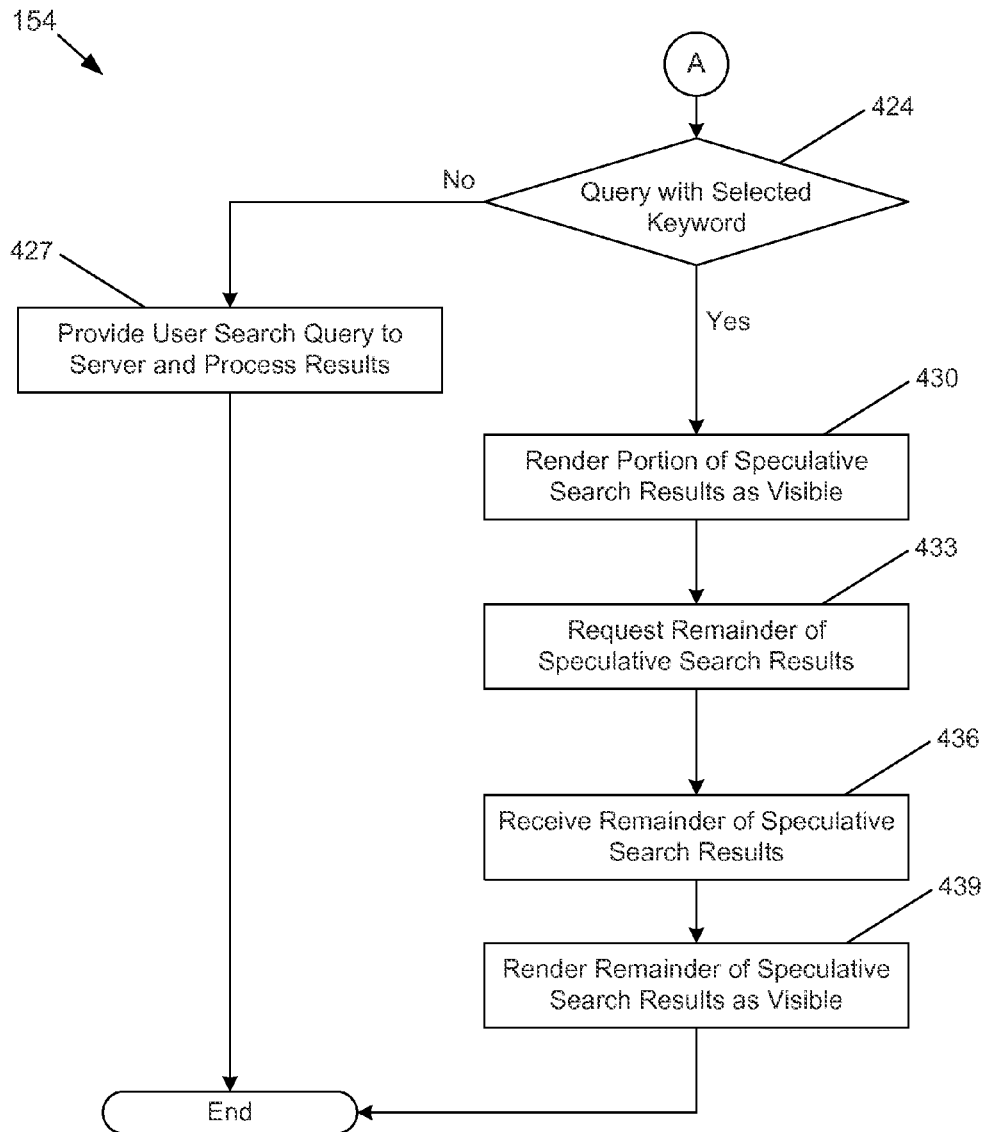 154
A
424
Query with Selected
Keyword
No
427
Provide User Search Query to
Server and Process Results
Yes
430
Render Portion of Speculative
Search Results as Visible
433
Request Remainder of
Speculative Search Results
436
Receive Remainder of Speculative
Search Results
439
Render Remainder of Speculative
Search Results as Visible
End